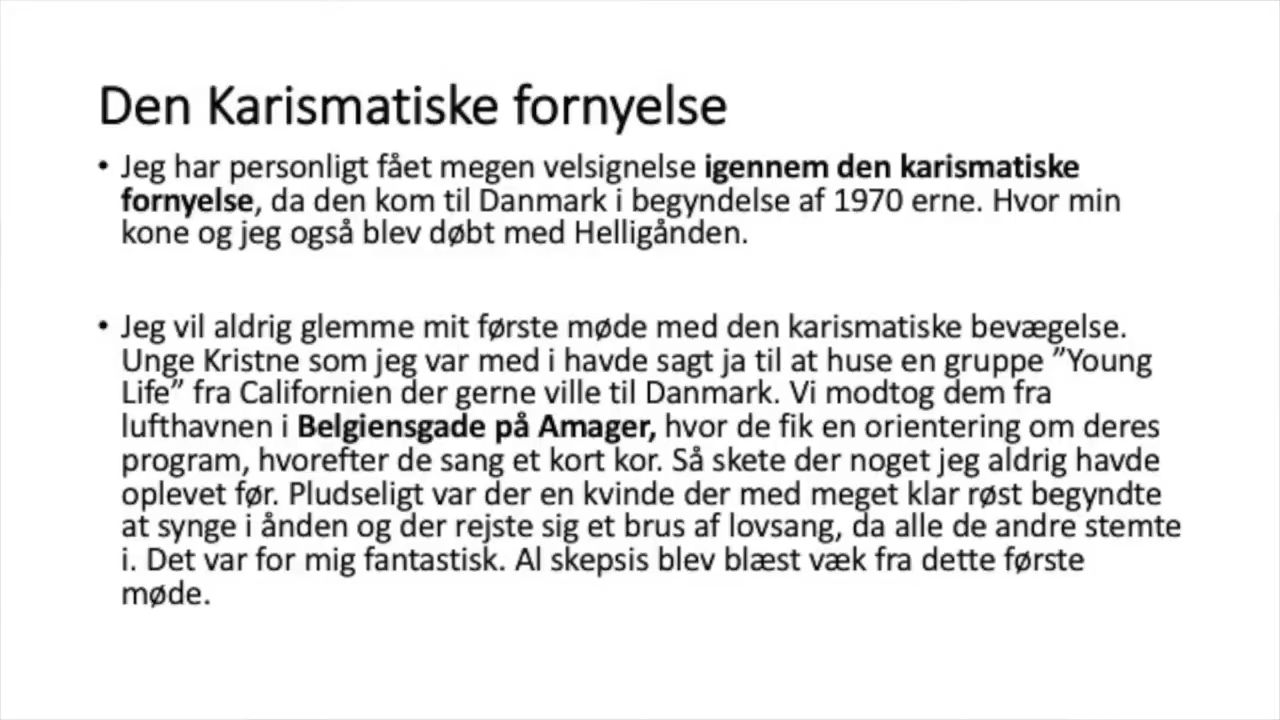 Den Karismatiske fornyelse
• Jeg har personligt fået megen velsignelse igennem den karismatiske
fornyelse, da den kom til Danmark i begyndelse af 1970 erne. Hvor min
kone og jeg også blev døbt med Helligånden.
• Jeg vil aldrig glemme mit første møde med den karismatiske bevægelse.
Unge Kristne som jeg var med i havde sagt ja til at huse en gruppe ”Young
Life” fra Californien der gerne ville til Danmark. Vi modtog dem fra
lufthavnen i Belgiensgade på Amager, hvor de fik en orientering om deres
program, hvorefter de sang et kort kor. Så skete der noget jeg aldrig havde
oplevet før. Pludseligt var der en kvinde der med meget klar røst begyndte
at synge i ånden og der rejste sig et brus af lovsang, da alle de andre stemte
i. Det var for mig fantastisk. Al skepsis blev blæst væk fra dette første
møde.